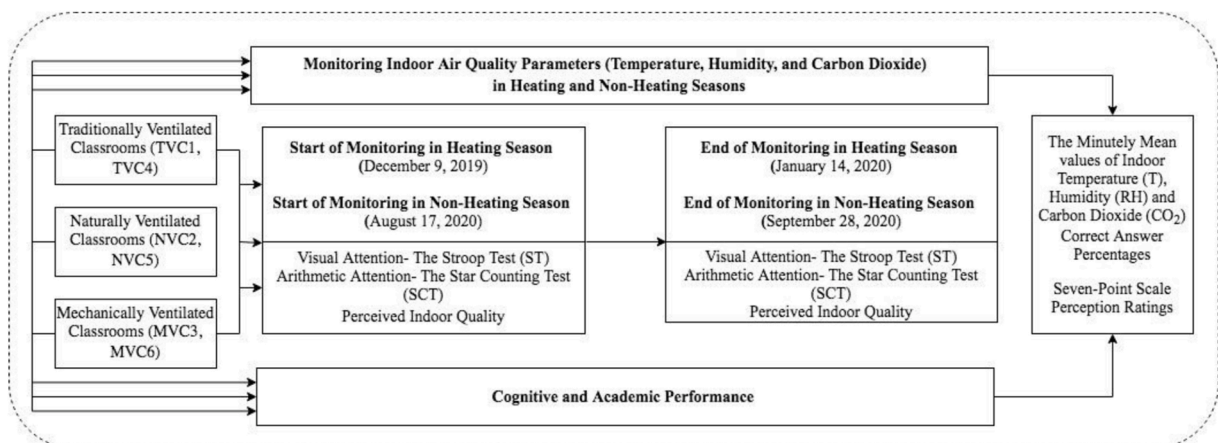 Monitoring Indoor Air Quality Parameters (Temperature, Humidity, and Carbon Dioxide)
in Heating and Non-Heating Seasons
Traditionally Ventilated
Classrooms (TVC1,
TVC4)
Naturally Ventilated
Classrooms (NVC2,
NVC5)
Mechanically Ventilated
Classrooms (MVC3,
MVC6)
Start of Monitoring in Heating Season
(December 9, 2019)
Start of Monitoring in Non-Heating Season
(August 17, 2020)
Visual Attention- The Stroop Test (ST)
Arithmetic Attention- The Star Counting Test
(SCT)
Perceived Indoor Quality
End of Monitoring in Heating Season
(January 14, 2020)
End of Monitoring in Non-Heating Season
(September 28, 2020)
Visual Attention- The Stroop Test (ST)
Arithmetic Attention- The Star Counting Test
(SCT)
Perceived Indoor Quality
The Minutely Mean
values of Indoor
Temperature (T),
Humidity (RH) and
Carbon Dioxide (CO₂)
Correct Answer
Percentages
Seven-Point Scale
Perception Ratings
Cognitive and Academic Performance